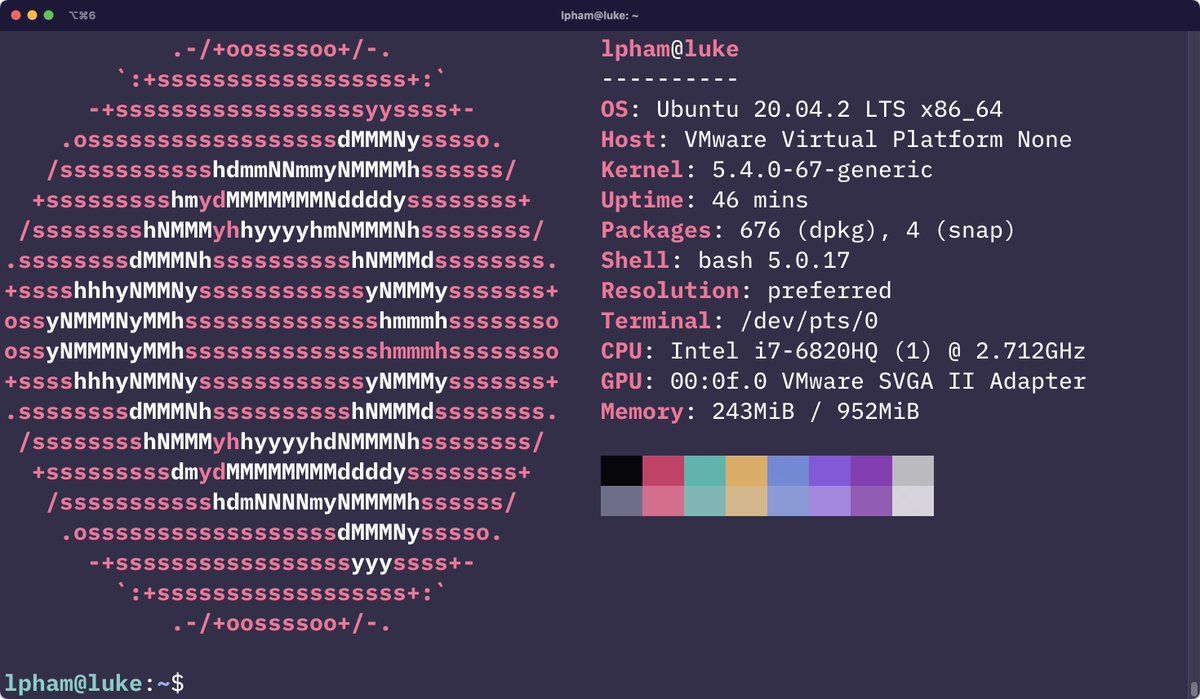 ⌥⌘6
lpham@luke: ~
.-/+oossssoo+/-.
`:+ssssssssssssssssss+:`
-+ssssssssssssssssssyyssss+-
.ossssssssssssssssssdMMMNysssso.
/ssssssssssshdmmNNmmyNMMMMhssssss/
+ssssssssshmydMMMMMMMNddddyssssssss+
/sssssssshNMMMyhhyyyyhmNMMMNhssssssss/
.ssssssssdMMMNhsssssssssshNMMMdssssssss.
+sssshhhyNMMNyssssssssssssyNMMMysssssss+
ossyNMMMNyMMhsssssssssssssshmmmhssssssso
ossyNMMMNyMMhsssssssssssssshmmmhssssssso
+sssshhhyNMMNyssssssssssssyNMMMysssssss+
.ssssssssdMMMNhsssssssssshNMMMdssssssss.
/sssssssshNMMMyhhyyyyhdNMMMNhssssssss/
+sssssssssdmydMMMMMMMMddddyssssssss+
/ssssssssssshdmNNNNmyNMMMMhssssss/
.ossssssssssssssssssdMMMNysssso.
-+sssssssssssssssssyyyssss+-
`:+ssssssssssssssssss+:`
.-/+oossssoo+/-.
lpham@luke
----------
OS: Ubuntu 20.04.2 LTS x86_64
Host: VMware Virtual Platform None
Kernel: 5.4.0-67-generic
Uptime: 46 mins
Packages: 676 (dpkg), 4 (snap)
Shell: bash 5.0.17
Resolution: preferred
Terminal: /dev/pts/0
CPU: Intel i7-6820HQ (1) @ 2.712GHz
GPU: 00:0f.0 VMware SVGA II Adapter
Memory: 243MiB / 952MiB
lpham@luke:~$